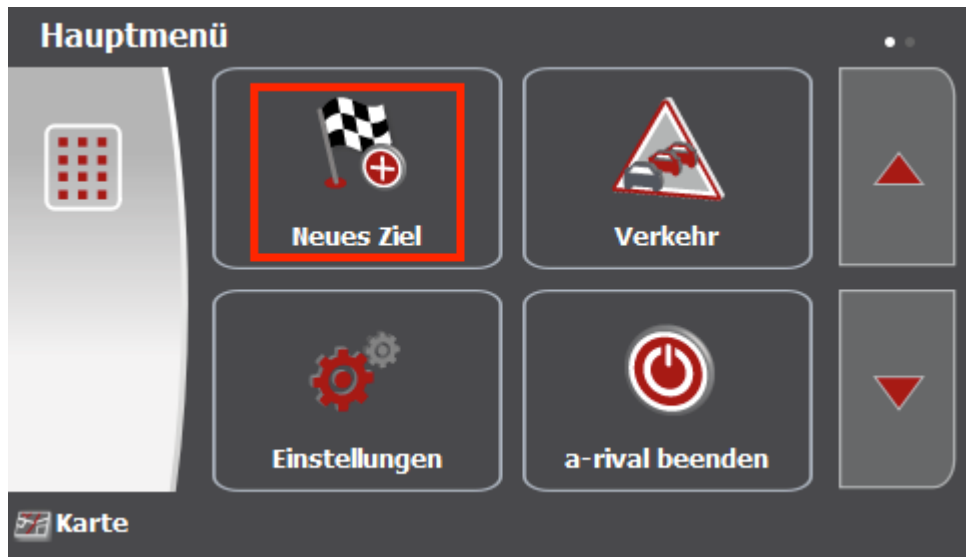 Hauptmenü
Neues Ziel
Verkehr
Einstellungen
a-rival beenden
Karte